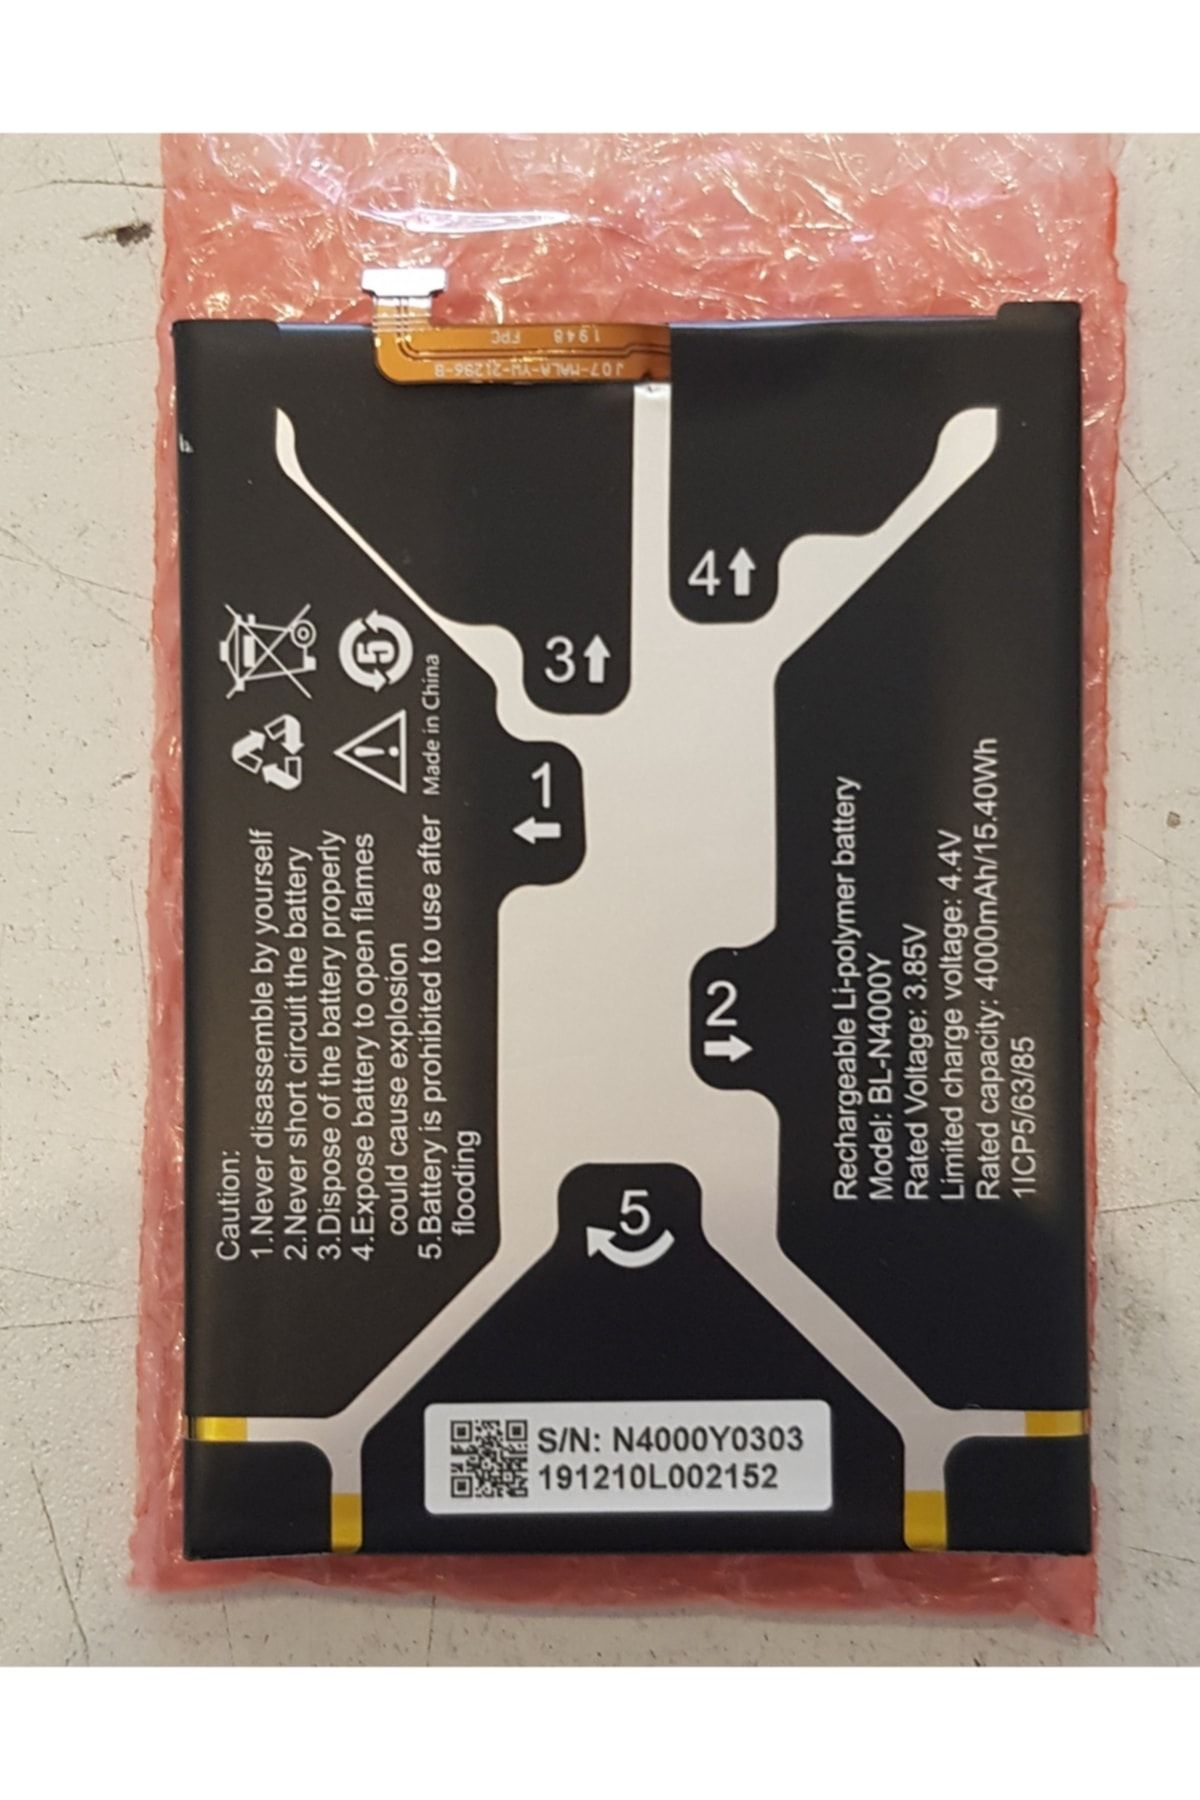 1948 FPC
J07-MALA-YW-21296-B
Caution:
1.Never disassemble by yourself
2.Never short circuit the battery
3.Dispose of the battery properly
4.Expose battery to open flames
could cause explosion
5.Battery is prohibited to use after
flooding
5
Made in China
4
3
1
2
5
Rechargeable Li-polymer battery
Model: BL-N4000Y
Rated Voltage: 3.85V
Limited charge voltage: 4.4V
Rated capacity: 4000mAh/15.40Wh
1ICP5/63/85
S/N: N4000Y0303
191210L002152